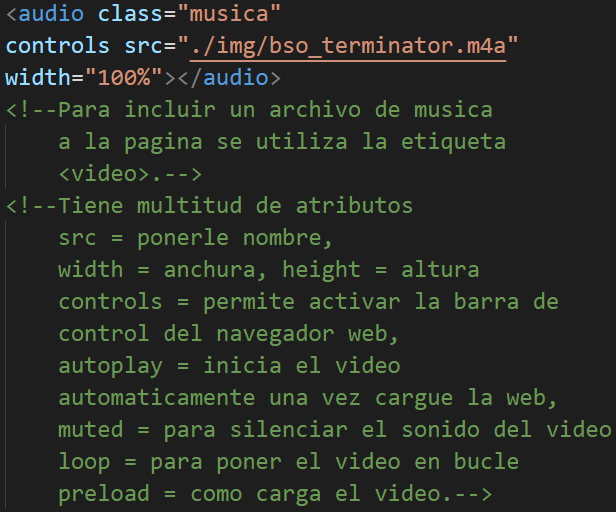 <audio class="musica"
controls src="./img/bso_terminator.m4a"
width="100%"></audio>
<!--Para incluir un archivo de musica
a la pagina se utiliza la etiqueta
<video>.-->
<!--Tiene multitud de atributos
src = ponerle nombre,
width = anchura, height = altura
controls = permite activar la barra de
control del navegador web,
autoplay = inicia el video
automaticamente una vez cargue la web,
muted = para silenciar el sonido del video
loop = para poner el video en bucle
preload = como carga el video.-->